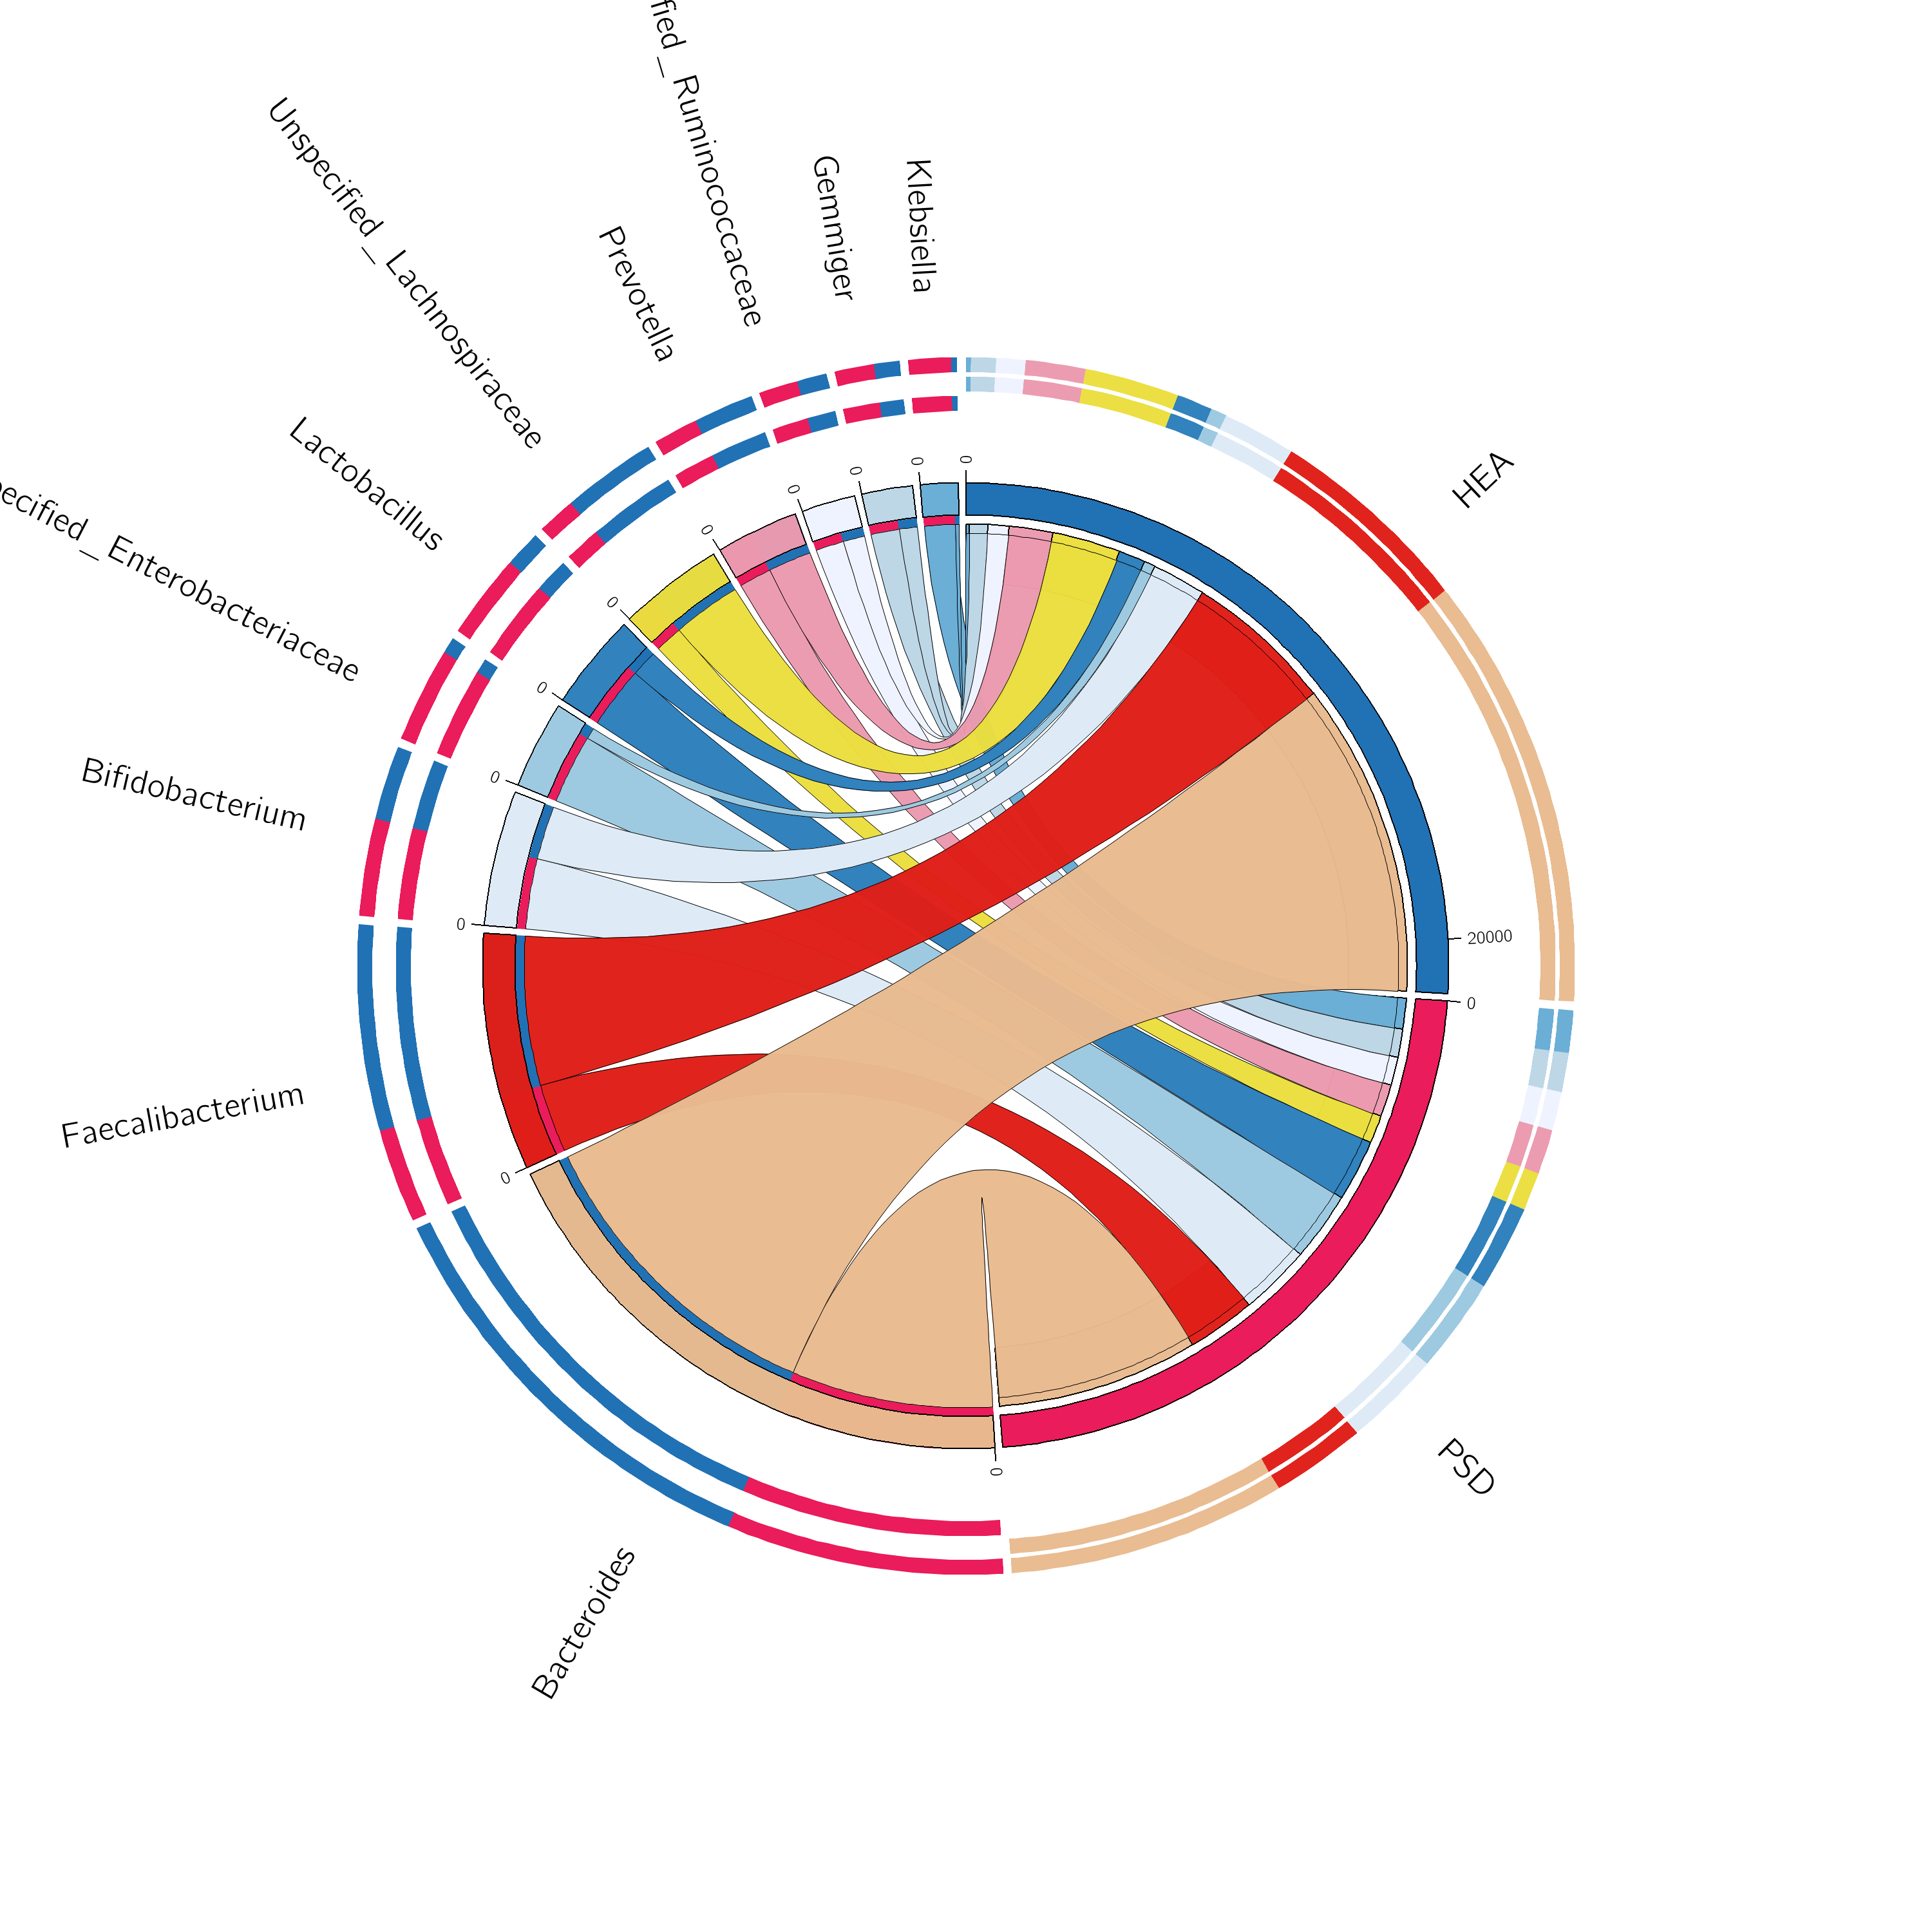 fied_Ruminococcaceae
Unspecified_Lachnospiraceae
Gemmiger
Klebsiella
Prevotella
HEA
Lactobacillus
ecified_Enterobacteriaceae
Bifidobacterium
Faecalibacterium
Bacteroides
PSD
0
0
0
0
0
0
0
0
0
0
20000
0
0